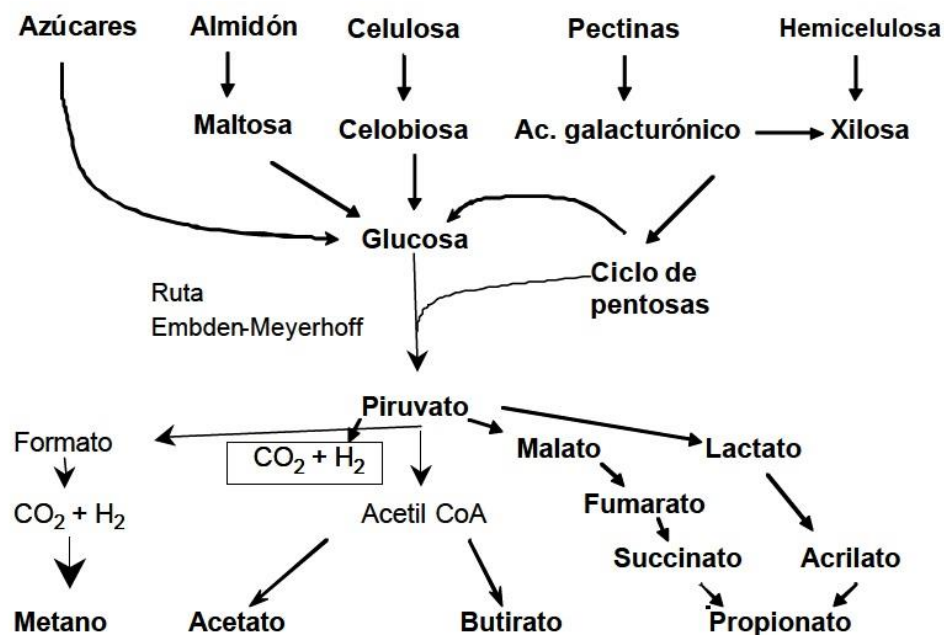 Azúcares Almidón Celulosa Pectinas Hemicelulosa
Maltosa Celobiosa Ac. galacturónico Xilosa
Glucosa
Ciclo de
pentosas
Ruta
Embden-Meyerhoff
Piruvato
Formato CO₂ + H₂ Malato Lactato
CO₂ + H₂ Acetil CoA Fumarato
Succinato Acrilato
Metano Acetato Butirato Propionato